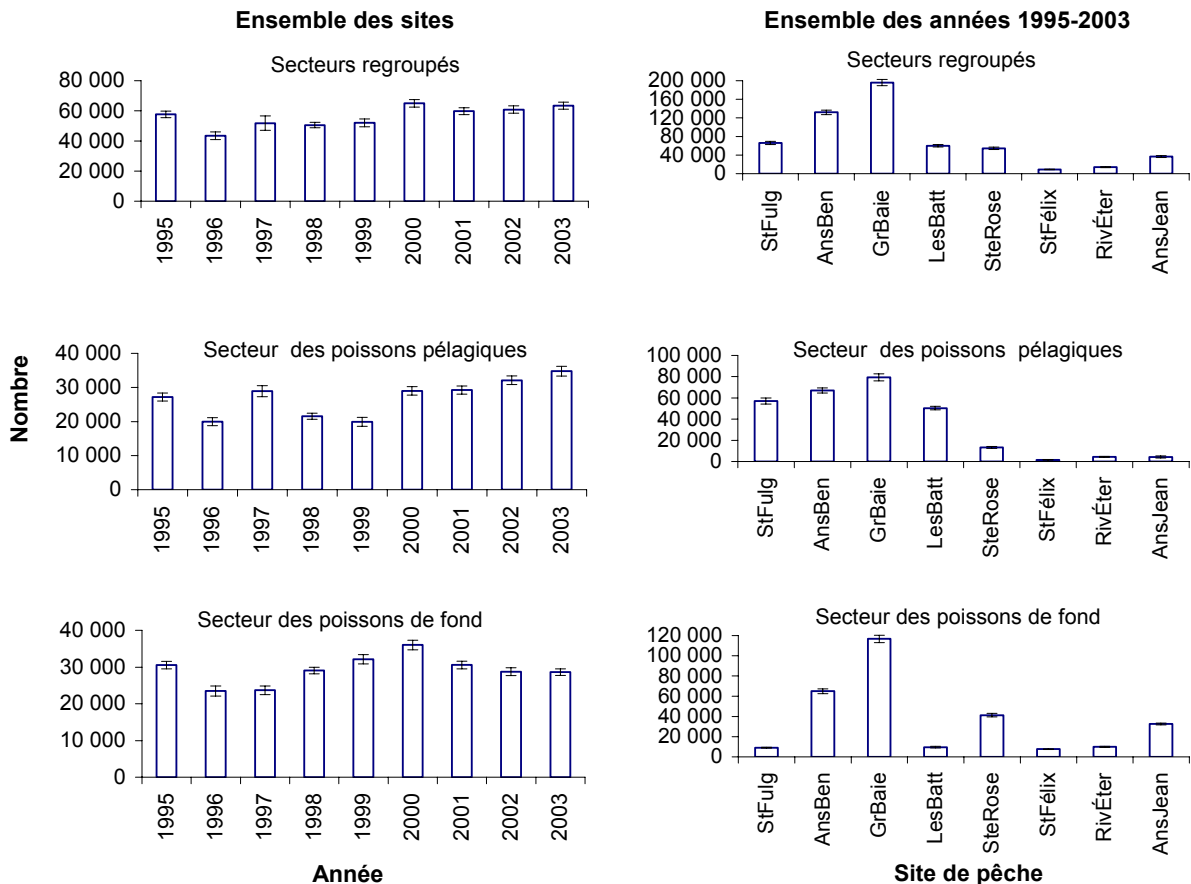 Ensemble des sites
Secteurs regroupés
80 000
60 000
40 000
20 000
0
1995
1996
1997
1998
1999
2000
2001
2002
2003
Secteur des poissons pélagiques
40 000
30 000
20 000
10 000
0
1995
1996
1997
1998
1999
2000
2001
2002
2003
Secteur des poissons de fond
40 000
30 000
20 000
10 000
0
1995
1996
1997
1998
1999
2000
2001
2002
2003
Nombre
Année
Ensemble des années 1995-2003
Secteurs regroupés
200 000
160 000
120 000
80 000
40 000
0
StFulg
AnsBen
GrBaie
LesBatt
SteRose
StFélix
RivÉter
AnsJean
Secteur des poissons pélagiques
100 000
80 000
60 000
40 000
20 000
0
StFulg
AnsBen
GrBaie
LesBatt
SteRose
StFélix
RivÉter
AnsJean
Secteur des poissons de fond
120 000
100 000
80 000
60 000
40 000
20 000
0
StFulg
AnsBen
GrBaie
LesBatt
SteRose
StFélix
RivÉter
AnsJean
Site de pêche